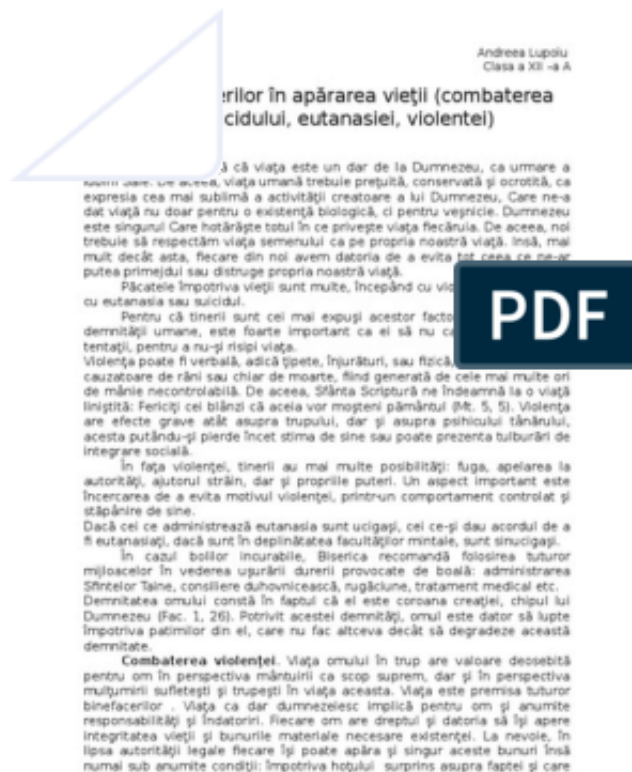 Andreea Lupoiu
Clasa a XII -a A
erilor în apărarea vieţii (combaterea
cidului, eutanasiei, violentei)
că viaţa este un dar de la Dumnezeu, ca urmare a
iubirii Sale. De aceea, viaţa umană trebuie preţuită, conservată şi ocrotită, ca
expresia cea mai sublimă a activităţii creatoare a lui Dumnezeu, Care ne-a
dat viaţă nu doar pentru o existenţă biologică, ci pentru veşnicie. Dumnezeu
este singurul Care hotărăşte totul în ce priveşte viaţa fiecăruia. De aceea, noi
trebuie să respectăm viaţa semenului ca pe propria noastră viaţă. Insă, mai
mult decât asta, fiecare din noi avem datoria de a evita tot ceea ce ne-ar
putea primejdui sau distruge propria noastră viaţă.
Păcatele împotriva vieţii sunt multe, începând cu
cu eutanasia sau suicidul.
Pentru că tinerii sunt cei mai expuşi acestor
demnităţii umane, este foarte important ca ei să nu
tentaţii, pentru a nu-şi risipi viaţa.
Violenţa poate fi verbală, adică ţipete, înjurături, sau fizică,
cauzatoare de răni sau chiar de moarte, fiind generată de cele mai multe ori
de mânie necontrolabilă. De aceea, Sfânta Scriptură ne îndeamnă la o viaţă
liniştită: Fericiţi cei blânzi că aceia vor moşteni pământul (Mt. 5, 5). Violenţa
are efecte grave atât asupra trupului, dar şi asupra psihicului tânărului,
acesta putându-şi pierde încet stima de sine sau poate prezenta tulburări de
integrare socială.
În faţa violenţei, tinerii au mai multe posibilităţi: fuga, apelarea la
autorităţi, ajutorul străin, dar şi propriile puteri. Un aspect important este
încercarea de a evita motivul violenţei, printr-un comportament controlat şi
stăpânire de sine.
Dacă cei ce administrează eutanasia sunt ucigaşi, cei ce-şi dau acordul de a
fi eutanasiaţi, dacă sunt în deplinătatea facultăţilor mintale, sunt sinucigaşi.
În cazul bolilor incurabile, Biserica recomandă folosirea tuturor
mijloacelor în vederea uşurării durerii provocate de boală: administrarea
Sfintelor Taine, consiliere duhovnicească, rugăciune, tratament medical etc.
Demnitatea omului constă în faptul că el este coroana creaţiei, chipul lui
Dumnezeu (Fac. 1, 26). Potrivit acestei demnităţi, omul este dator să lupte
împotriva patimilor din el, care nu fac altceva decât să degradeze această
demnitate.
Combaterea violenţei. Viaţa omului în trup are valoare deosebită
pentru om în perspectiva mântuirii ca scop suprem, dar şi în perspectiva
mulţumirii sufleteşti şi trupeşti în viaţa aceasta. Viaţa este premisa tuturor
binefacerilor . Viaţa ca dar dumnezeiesc implică pentru om şi anumite
responsabilităţi şi îndatoriri. Fiecare om are dreptul şi datoria să îşi apere
integritatea vieţii şi bunurile materiale necesare existenţei. La nevoie, în
lipsa autorităţii legale fiecare îşi poate apăra şi singur aceste bunuri însă
numai sub anumite condiţii: împotriva hoţului surprins asupra faptei şi care
PDF